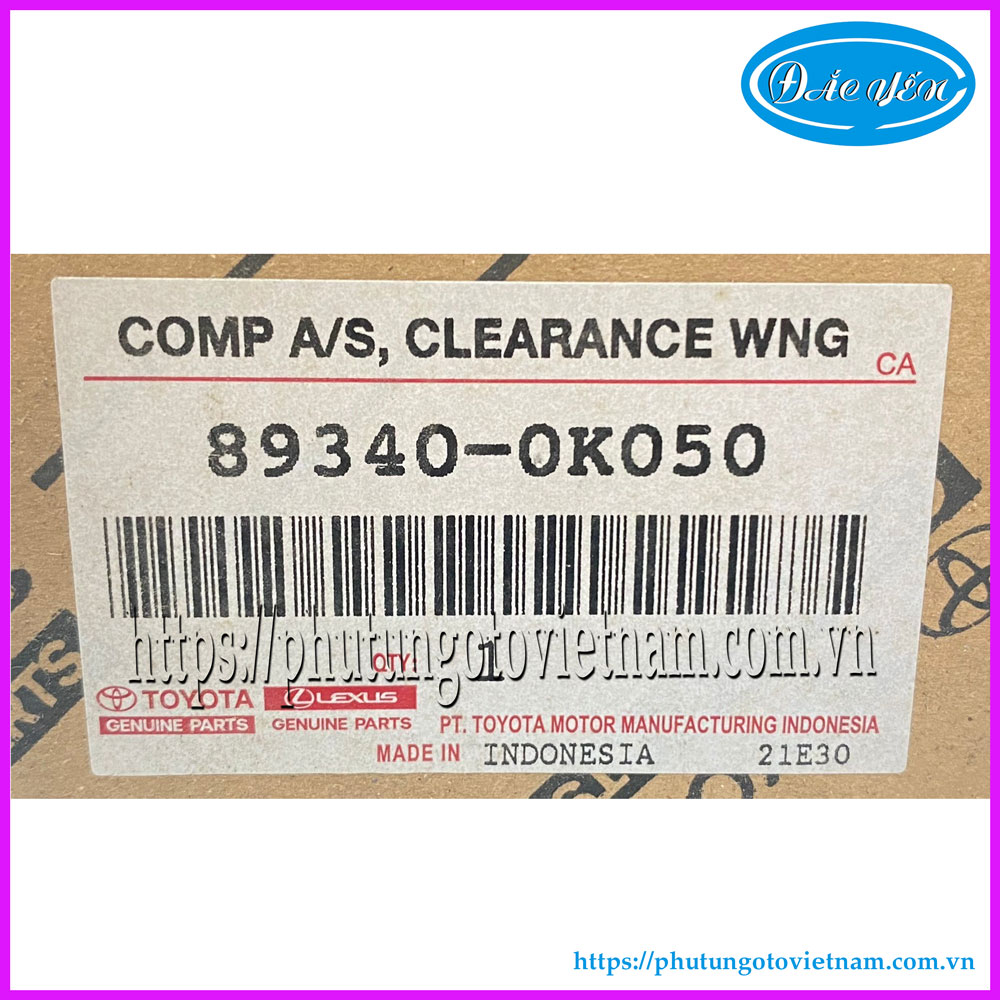 ĐẮC YẾN
COMP A/S, CLEARANCE WNG
CA
89340-0K050
https://phutungotovietnam.com.vn
QTY: 1
TOYOTA LEXUS
GENUINE PARTS GENUINE PARTS PT. TOYOTA MOTOR MANUFACTURING INDONESIA
MADE IN INDONESIA 21E30
https://phutungotovietnam.com.vn